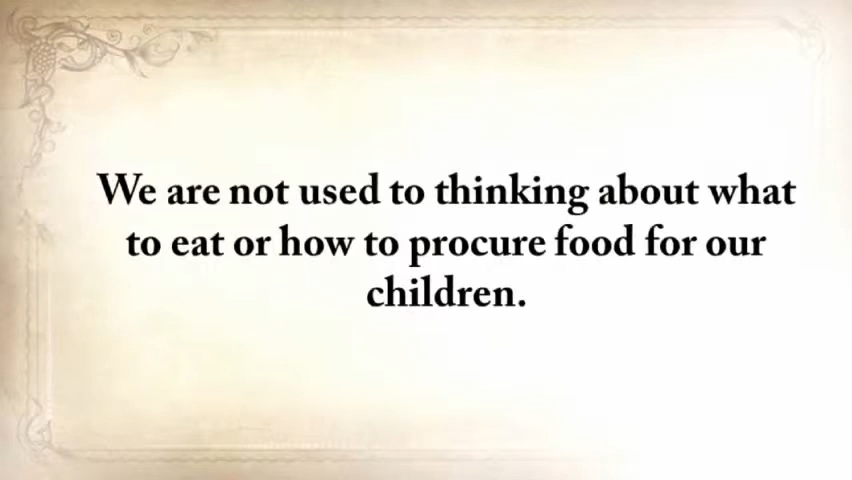 We are not used to thinking about what
to eat or how to procure food for our
children.